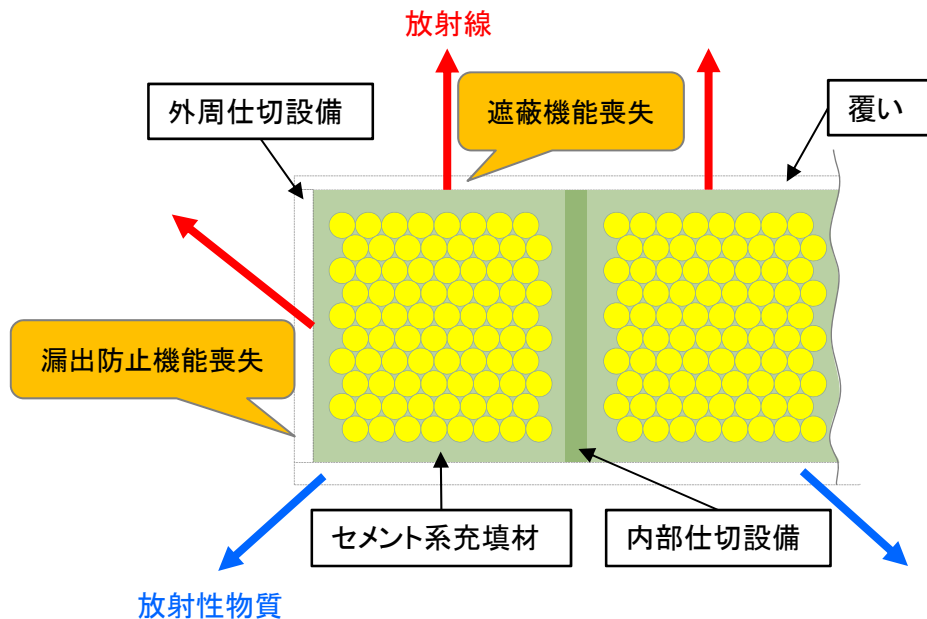 放射線
外周仕切設備
遮蔽機能喪失
覆い
漏出防止機能喪失
セメント系充填材
内部仕切設備
放射性物質